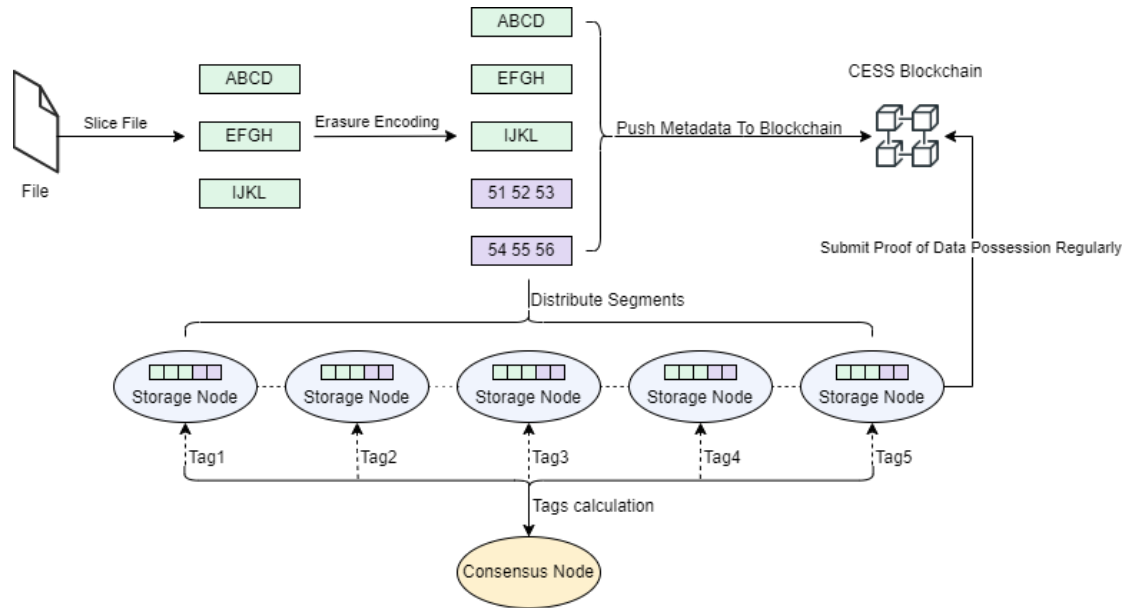 ABCD
CESS Blockchain
ABCD
EFGH
Slice File
Erasure Encoding
EFGH
IJKL
Push Metadata To Blockchain
File
IJKL
51 52 53
54 55 56
Submit Proof of Data Possession Regularly
Distribute Segments
Storage Node
Storage Node
Storage Node
Storage Node
Storage Node
Tag1
Tag2
Tag3
Tag4
Tag5
Tags calculation
Consensus Node